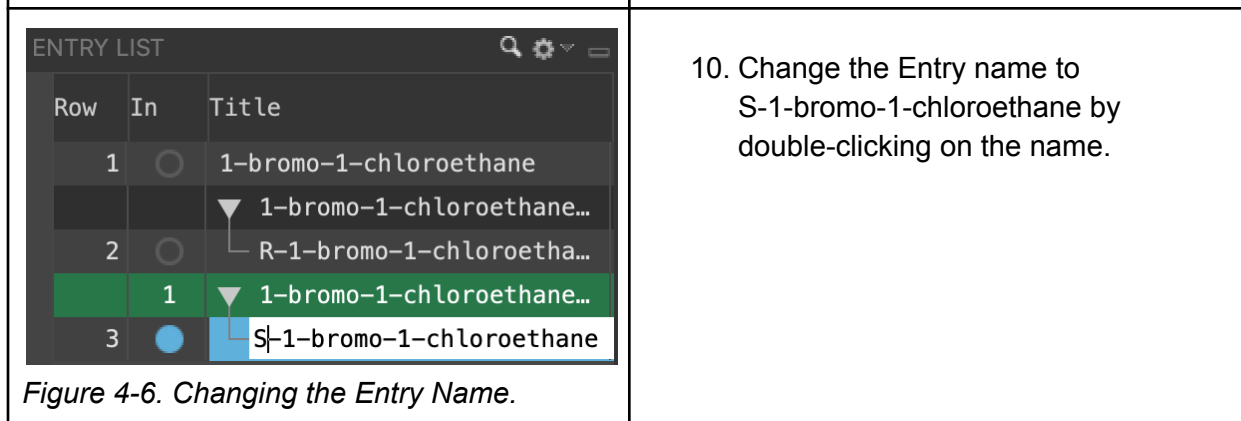 ENTRY LIST
Row In Title
1 1-bromo-1-chloroethane
1-bromo-1-chloroethane…
2 R-1-bromo-1-chloroetha…
1 1-bromo-1-chloroethane…
3 S-1-bromo-1-chloroethane
Figure 4-6. Changing the Entry Name.
10. Change the Entry name to
S-1-bromo-1-chloroethane by
double-clicking on the name.